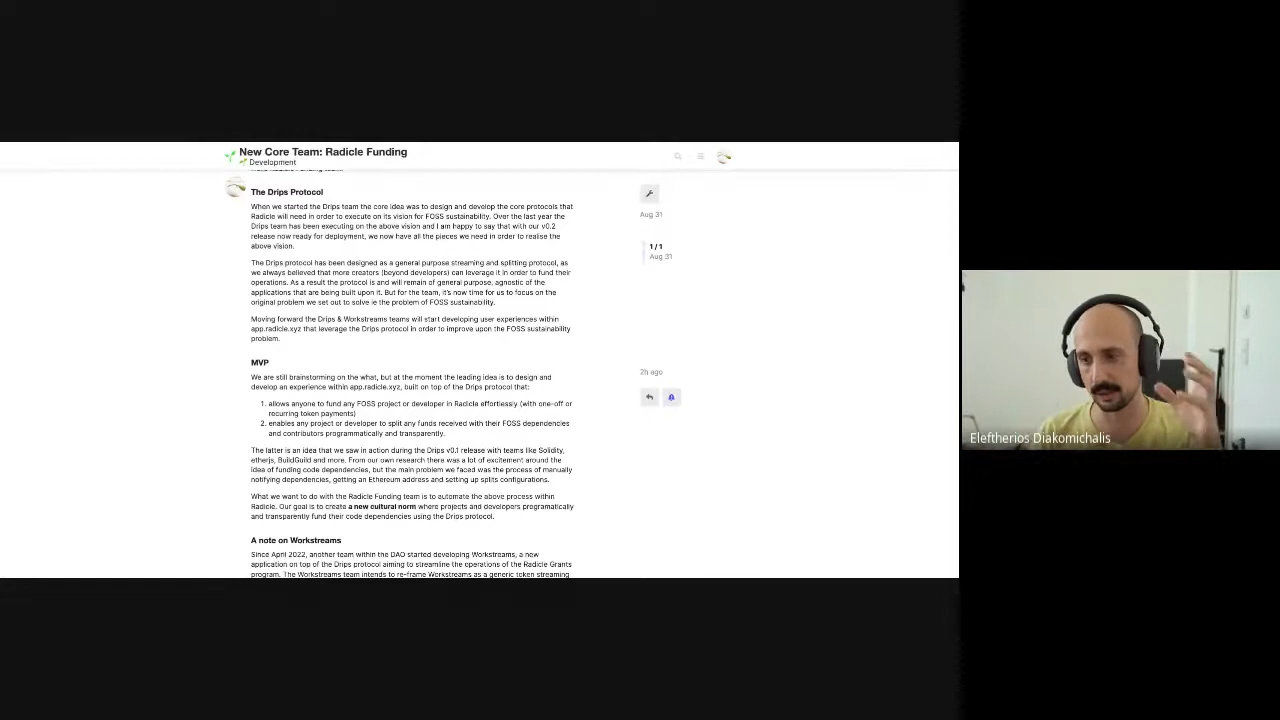 New Core Team: Radicle Funding
Development
The Drips Protocol
When we started the Drips team the core idea was to design and develop the core protocols that
Radicle will need in order to execute on its vision for FOSS sustainability. Over the last year the
Drips team has been executing on the above vision and I am happy to say that with our v0.2
release now ready for deployment, we now have all the pieces we need in order to realise the
above vision.
The Drips protocol has been designed as a general purpose streaming and splitting protocol, as
we always believed that more creators (beyond developers) can leverage it in order to fund their
operations. As a result the protocol is and will remain of general purpose, agnostic of the
applications that are being built upon it. But for the team, it's now time for us to focus on the
original problem we set out to solve ie the problem of FOSS sustainability.
Moving forward the Drips & Workstreams teams will start developing user experiences within
app.radicle.xyz that leverage the Drips protocol in order to improve upon the FOSS sustainability
problem.
MVP
We are still brainstorming on the what, but at the moment the leading idea is to design and
develop an experience within app.radicle.xyz, built on top of the Drips protocol that:
1. allows anyone to fund any FOSS project or developer in Radicle effortlessly (with one-off or
recurring token payments)
2. enables any project or developer to split any funds received with their FOSS dependencies
and contributors programmatically and transparently.
The latter is an idea that we saw in action during the Drips v0.1 release with teams like Solidity,
etherjs, BuildGuild and more. From our own research there was a lot of excitement around the
idea of funding code dependencies, but the main problem we faced was the process of manually
notifying dependencies, getting an Ethereum address and setting up splits configurations.
What we want to do with the Radicle Funding team is to automate the above process within
Radicle. Our goal is to create a new cultural norm where projects and developers programatically
and transparently fund their code dependencies using the Drips protocol.
A note on Workstreams
Since April 2022, another team within the DAO started developing Workstreams, a new
application on top of the Drips protocol aiming to streamline the operations of the Radicle Grants
program. The Workstreams team intends to re-frame Workstreams as a generic token streaming
Aug 31
1 / 1
Aug 31
2h ago
Eleftherios Diakomichalis